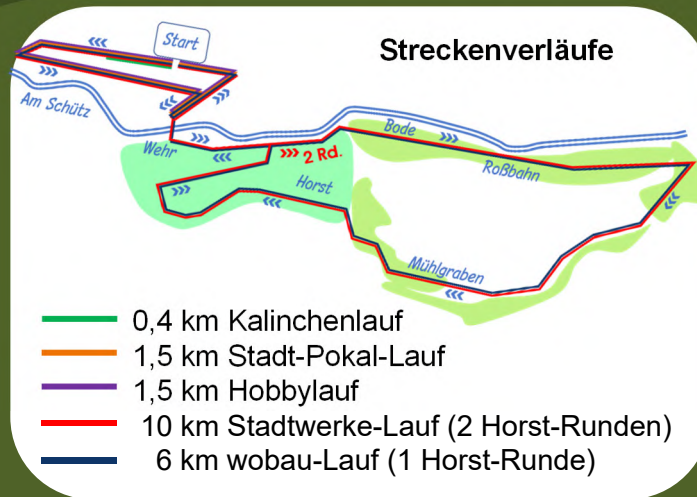 Streckenverläufe
Start
Am Schütz
Wehr
2 Rd.
Horst
Bode
Roßbahn
Mühlgraben
0,4 km Kalinchenlauf
1,5 km Stadt-Pokal-Lauf
1,5 km Hobbylauf
10 km Stadtwerke-Lauf (2 Horst-Runden)
6 km wobau-Lauf (1 Horst-Runde)